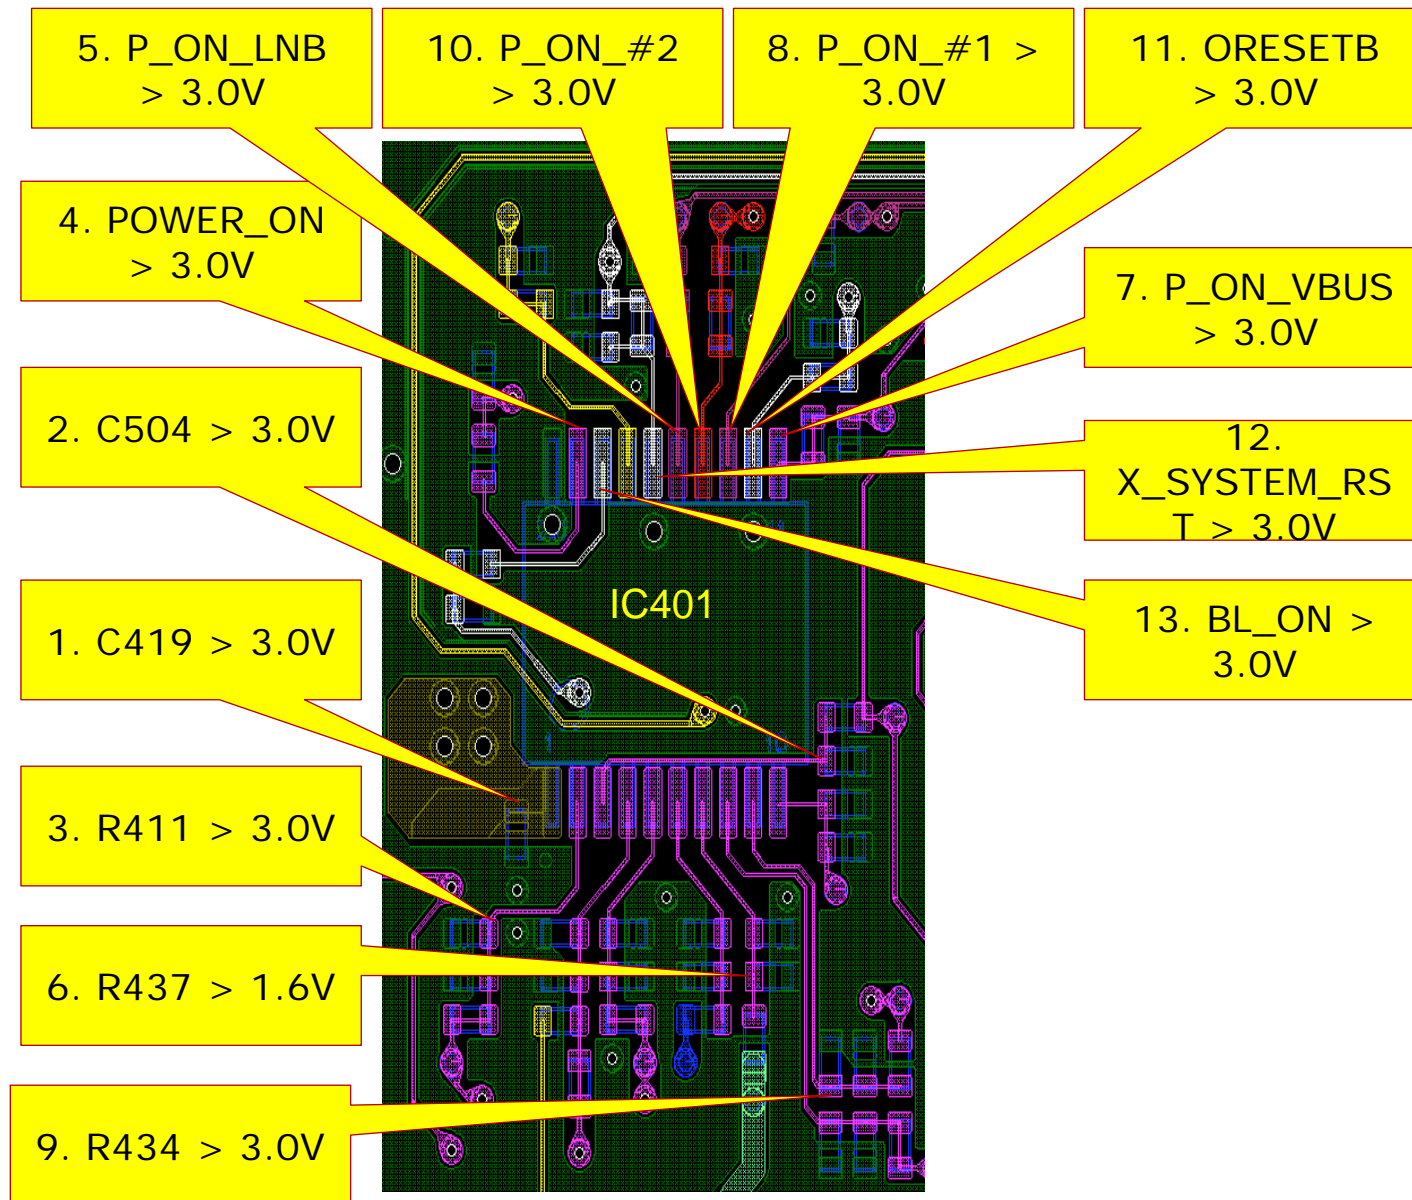 5. P_ON_LNB
> 3.0V
10. P_ON_#2
> 3.0V
8. P_ON_#1 >
3.0V
11. ORESETB
> 3.0V
4. POWER_ON
> 3.0V
7. P_ON_VBUS
> 3.0V
2. C504 > 3.0V
12.
X_SYSTEM_RS
T > 3.0V
IC401
13. BL_ON >
3.0V
1. C419 > 3.0V
3. R411 > 3.0V
6. R437 > 1.6V
9. R434 > 3.0V